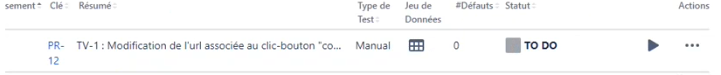 sement Clé Résumé Type de Test Jeu de Données #Défauts Statut Actions
PR-12 TV-1 : Modification de l'url associée au clic-bouton "co... Manual 0 TO DO